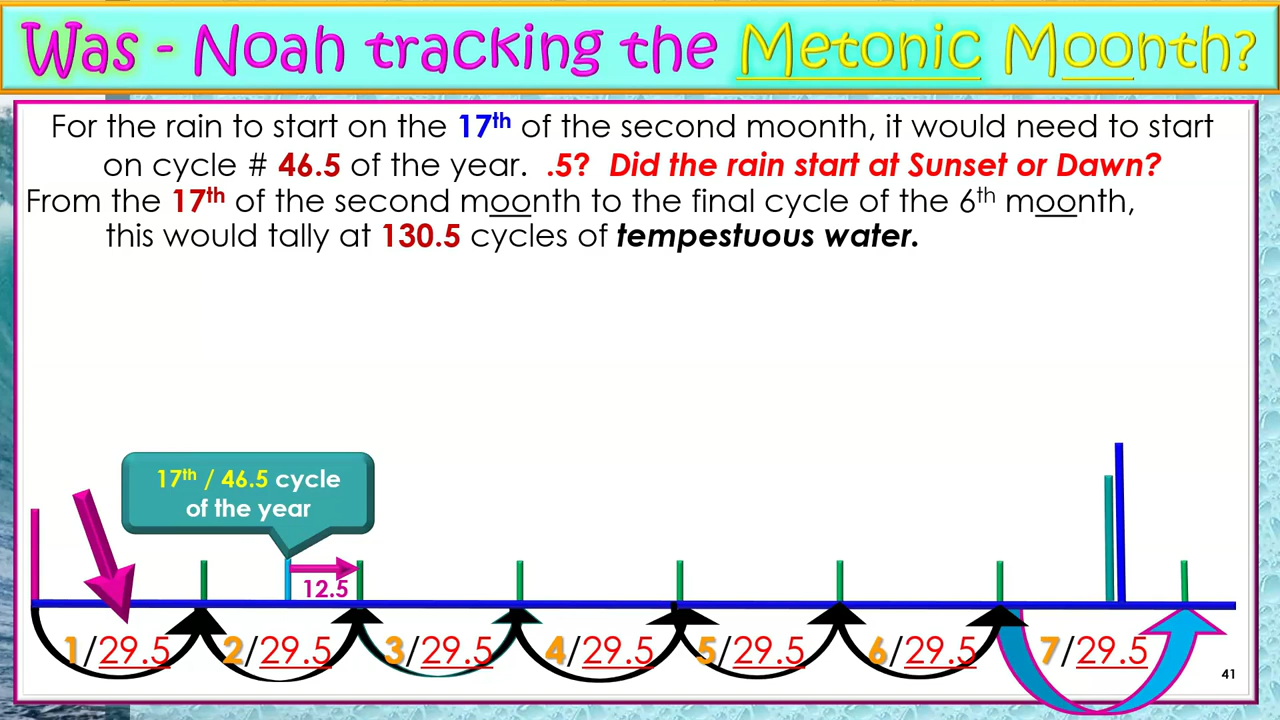 Was - Noah tracking the Metonic Moonth?
For the rain to start on the 17th of the second moonth, it would need to start
on cycle # 46.5 of the year. .5? Did the rain start at Sunset or Dawn?
From the 17th of the second moonth to the final cycle of the 6th moonth,
this would tally at 130.5 cycles of tempestuous water.
17th / 46.5 cycle
of the year
12.5
1/29.5 2/29.5 3/29.5 4/29.5 5/29.5 6/29.5 7/29.5
41